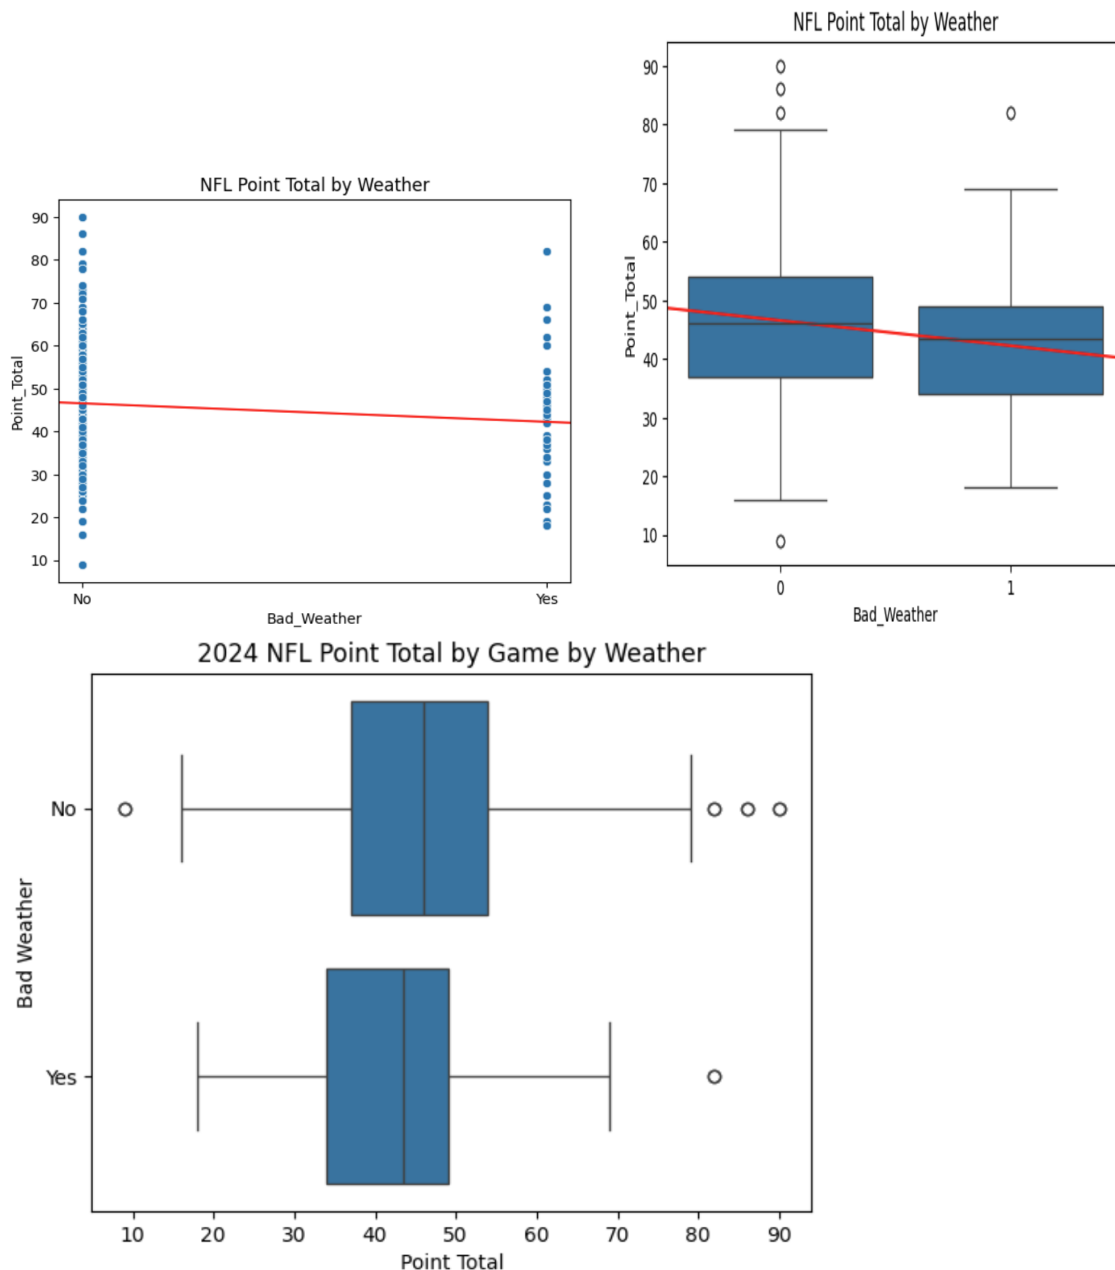 NFL Point Total by Weather
90
80
70
60
50
40
30
20
10
Point_Total
No
Yes
Bad_Weather
NFL Point Total by Weather
90
80
70
60
50
40
30
20
10
Point_Total
0
1
Bad_Weather
2024 NFL Point Total by Game by Weather
No
Yes
Bad Weather
10 20 30 40 50 60 70 80 90
Point Total